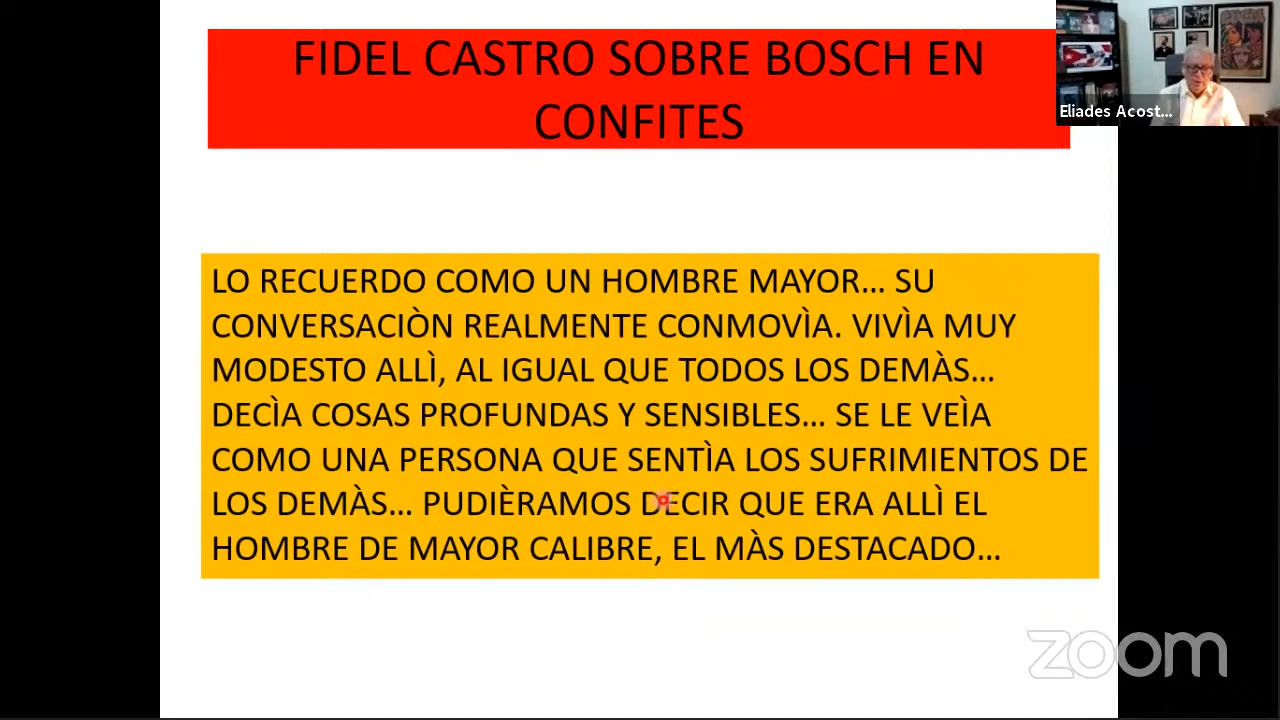 FIDEL CASTRO SOBRE BOSCH EN
CONFITES
Eliades Acost...
LO RECUERDO COMO UN HOMBRE MAYOR... SU
CONVERSACIÒN REALMENTE CONMOVÌA. VIVÌA MUY
MODESTO ALLÌ, AL IGUAL QUE TODOS LOS DEMÀS...
DECÌA COSAS PROFUNDAS Y SENSIBLES... SE LE VEÌA
COMO UNA PERSONA QUE SENTÌA LOS SUFRIMIENTOS DE
LOS DEMÀS... PUDIÈRAMOS DECIR QUE ERA ALLÌ EL
HOMBRE DE MAYOR CALIBRE, EL MÀS DESTACADO...
zoom